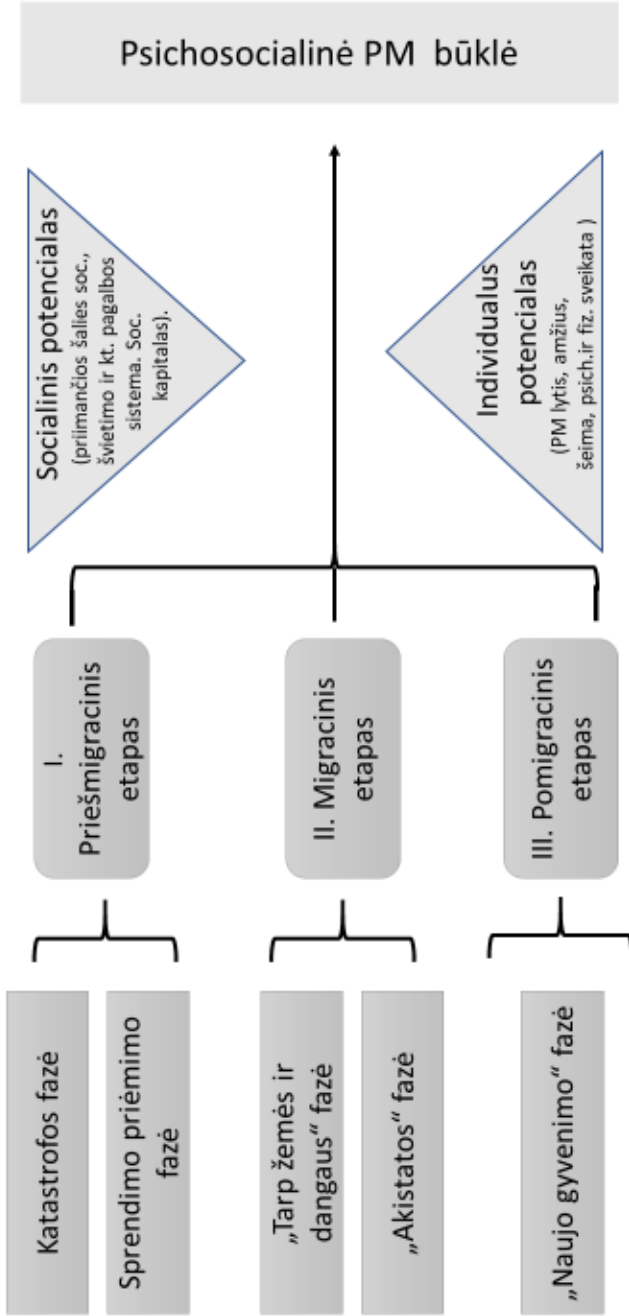 Katastrofos fazė
Sprendimo priėmimo
fazė
„Tarp žemės ir
dangaus“ fazė
„Akistatos“ fazė
„Naujo gyvenimo“ fazė
I.
Priešmigracinis
etapas
II. Migracinis
etapas
III. Pomigracinis
etapas
Socialinis potencialas
(priimančios šalies soc.,
švietimo ir kt. pagalbos
sistema. Soc.
kapitalas).
Individualus
potencialas
(PM lytis, amžius,
šeima, psich.ir fiz. sveikata )
Psichosocialinė PM būklė